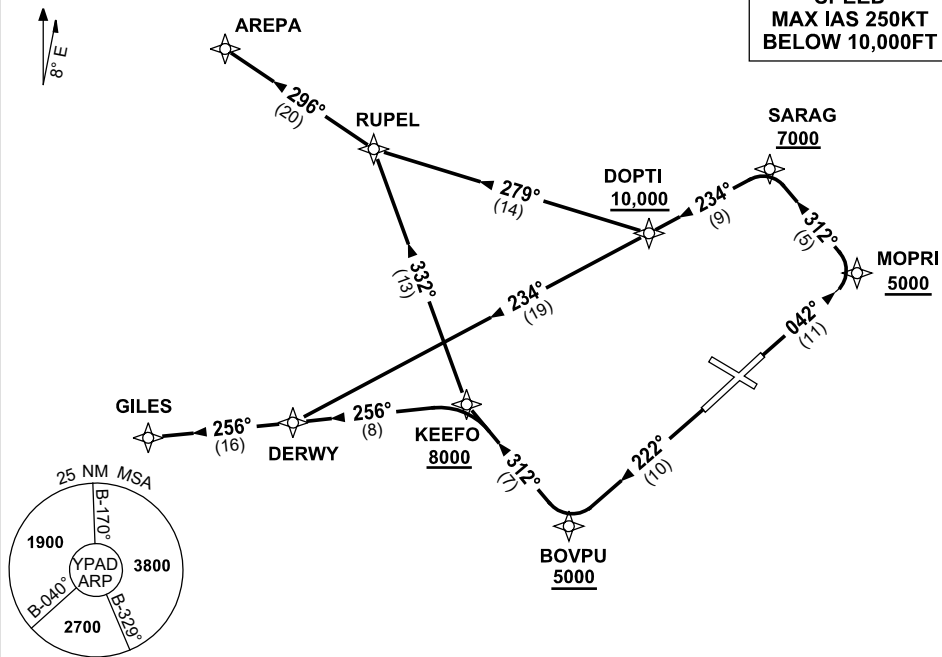 SPEED
MAX IAS 250KT
BELOW 10,000FT
8° E
AREPA
296°
(20)
RUPEL
SARAG
7000
DOPTI
10,000
279°
(14)
234°
(9)
312°
(5)
MOPRI
5000
332°
(13)
234°
(19)
042°
(11)
GILES
256°
(16)
DERWY
256°
(8)
KEEFO
8000
312°
(7)
222°
(10)
BOVPU
5000
25 NM MSA
B-170°
1900
YPAD
ARP
3800
B-040°
B-329°
2700